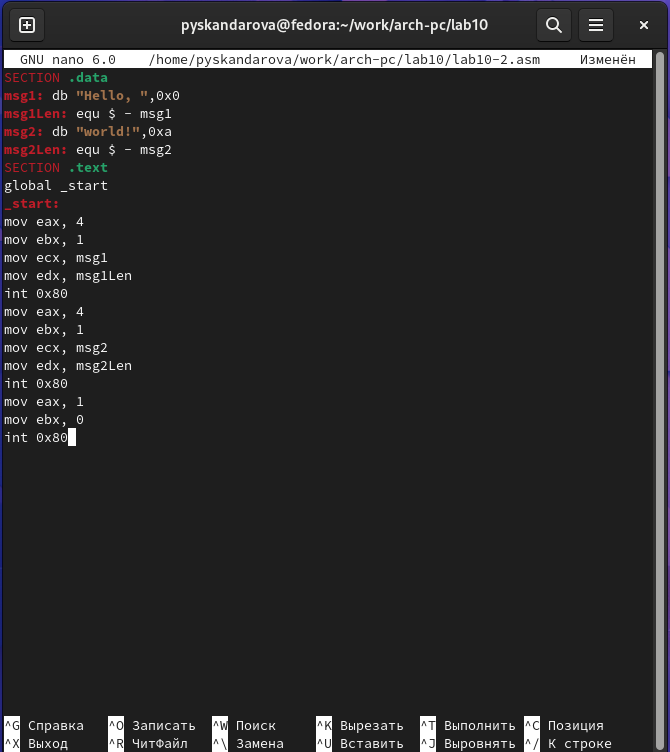 pyskandarova@fedora:~/work/arch-pc/lab10
GNU nano 6.0 /home/pyskandarova/work/arch-pc/lab10/lab10-2.asm Изменён
SECTION .data
msg1: db "Hello, ",0x0
msg1Len: equ $ - msg1
msg2: db "world!",0xa
msg2Len: equ $ - msg2
SECTION .text
global _start
_start:
mov eax, 4
mov ebx, 1
mov ecx, msg1
mov edx, msg1Len
int 0x80
mov eax, 4
mov ebx, 1
mov ecx, msg2
mov edx, msg2Len
int 0x80
mov eax, 1
mov ebx, 0
int 0x80
^G Справка ^O Записать ^W Поиск ^K Вырезать ^T Выполнить ^C Позиция
^X Выход ^R ЧитФайл ^\ Замена ^U Вставить ^J Выровнять ^/ К строке